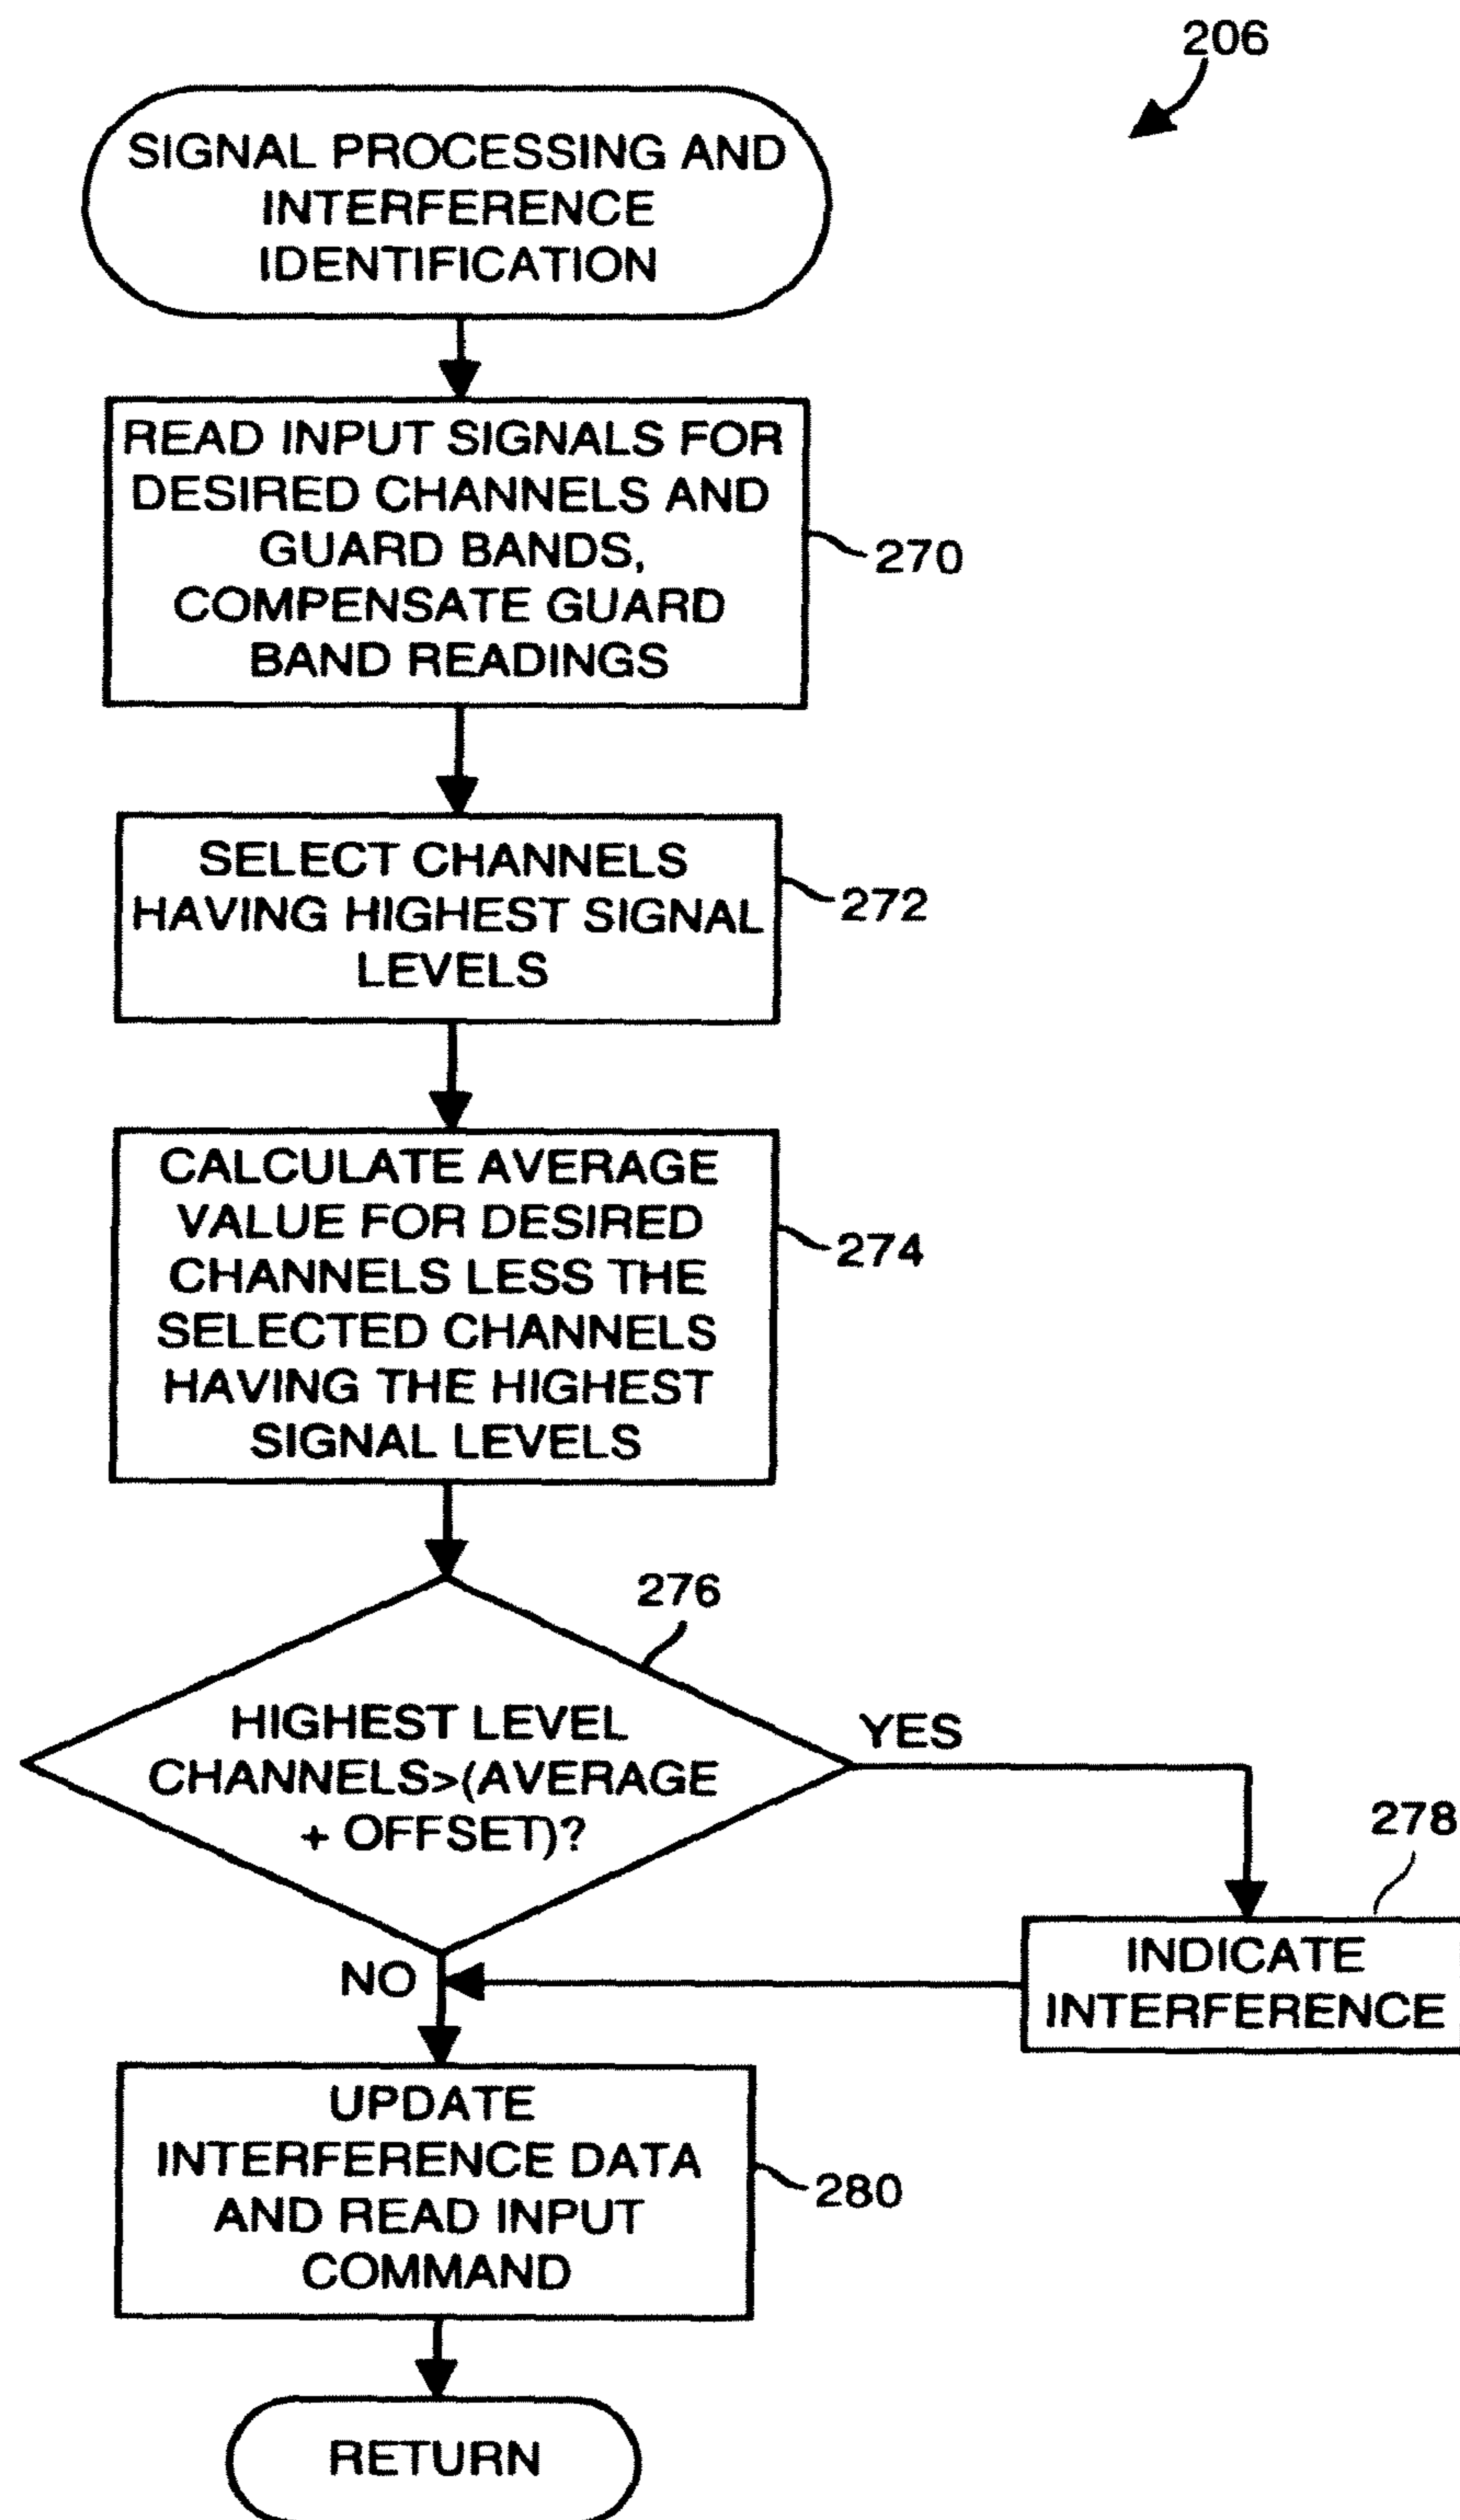 206
SIGNAL PROCESSING AND
INTERFERENCE
IDENTIFICATION
READ INPUT SIGNALS FOR
DESIRED CHANNELS AND
GUARD BANDS,
COMPENSATE GUARD
BAND READINGS
270
SELECT CHANNELS
HAVING HIGHEST SIGNAL
LEVELS
272
CALCULATE AVERAGE
VALUE FOR DESIRED
CHANNELS LESS THE
SELECTED CHANNELS
HAVING THE HIGHEST
SIGNAL LEVELS
274
276
HIGHEST LEVEL
CHANNELS>(AVERAGE
+ OFFSET)?
YES
278
INDICATE
INTERFERENCE
NO
UPDATE
INTERFERENCE DATA
AND READ INPUT
COMMAND
280
RETURN